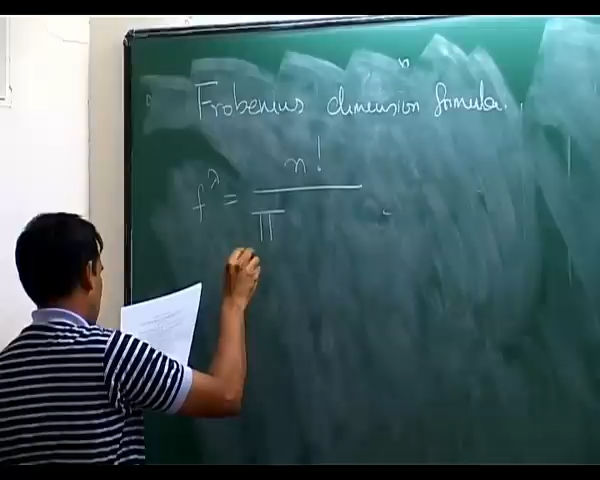 Frobenius dimension formula.
f^λ = n! / ∏